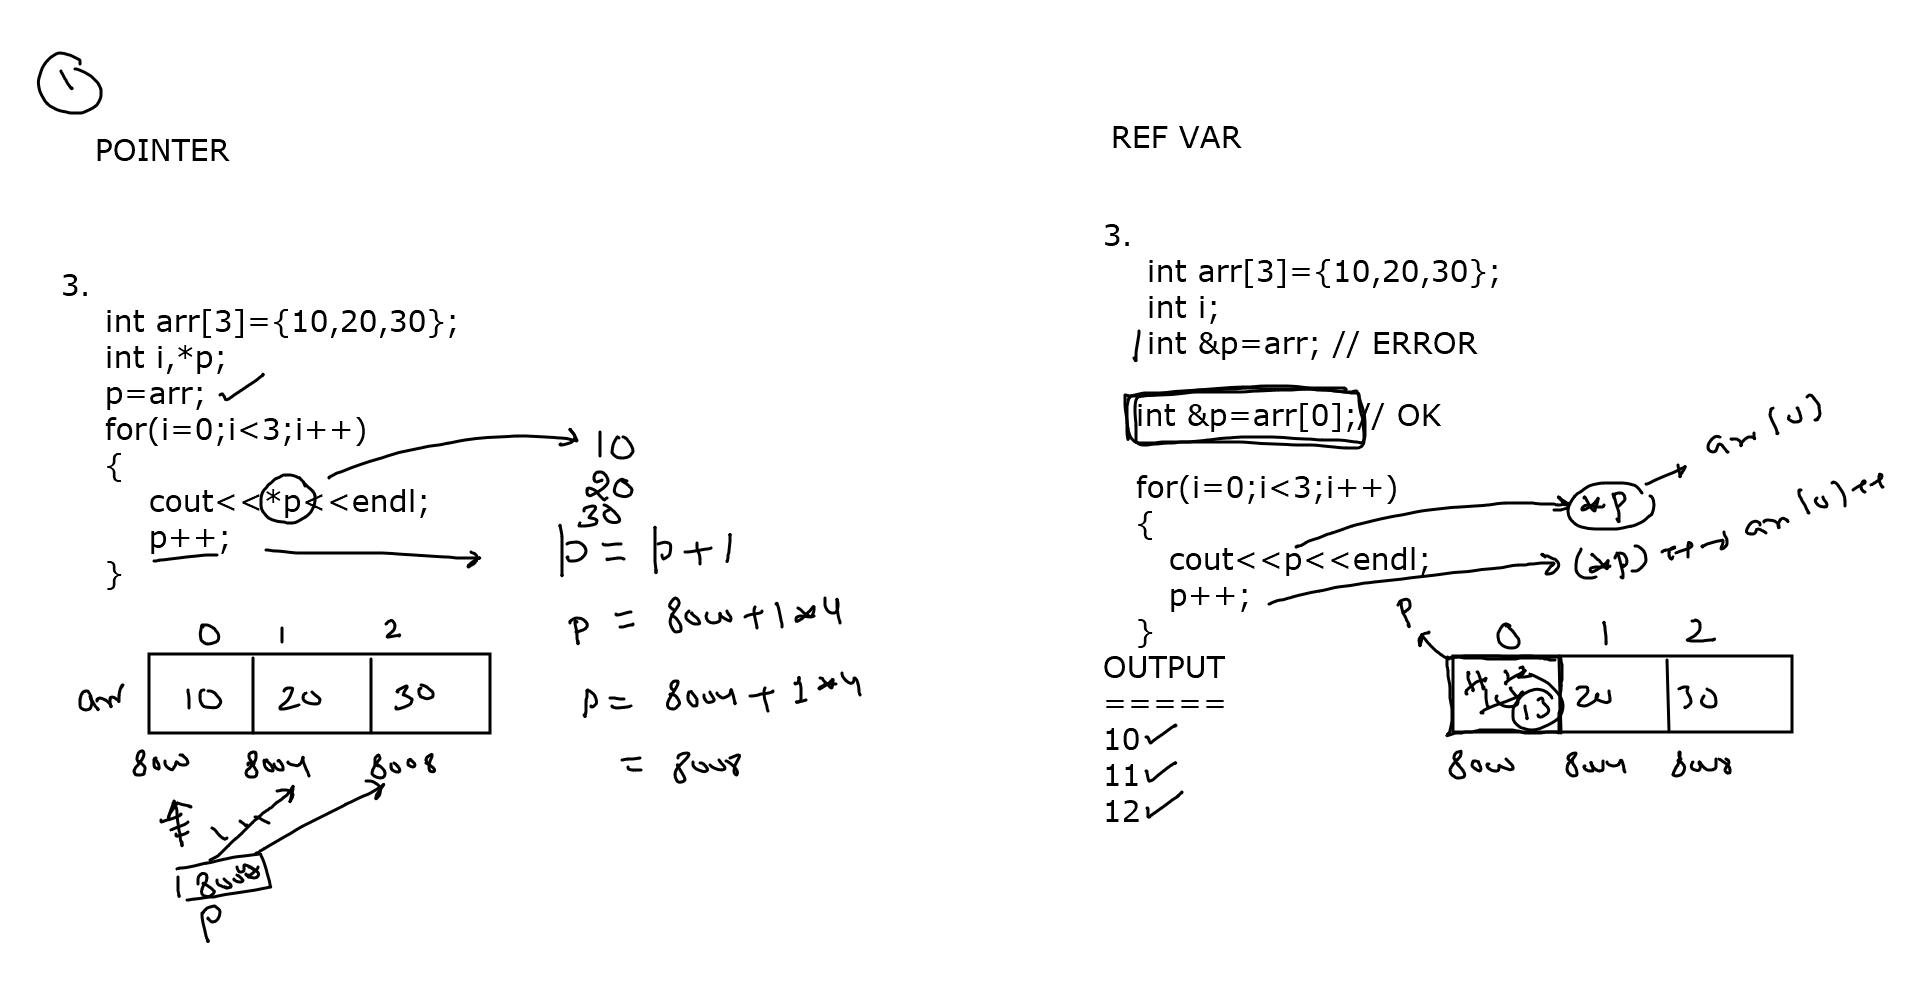 1
POINTER
3.
int arr[3]={10,20,30};
int i,*p;
p=arr;
for(i=0;i<3;i++)
{
cout<<*p<<endl;
p++;
}
10
20
30
p = p+1
p = 8000+1*4
p = 8004+1*4
= 8008
0 1 2
arr 10 20 30
8000 8004 8008
p
REF VAR
3.
int arr[3]={10,20,30};
int i;
int &p=arr; // ERROR
int &p=arr[0];// OK
for(i=0;i<3;i++)
{
cout<<p<<endl;
p++;
}
*p arr[0]
(*p)++ arr[0]++
OUTPUT
=====
10
11
12
p
0 1 2
11 12
10 13 20 30
8000 8004 8008